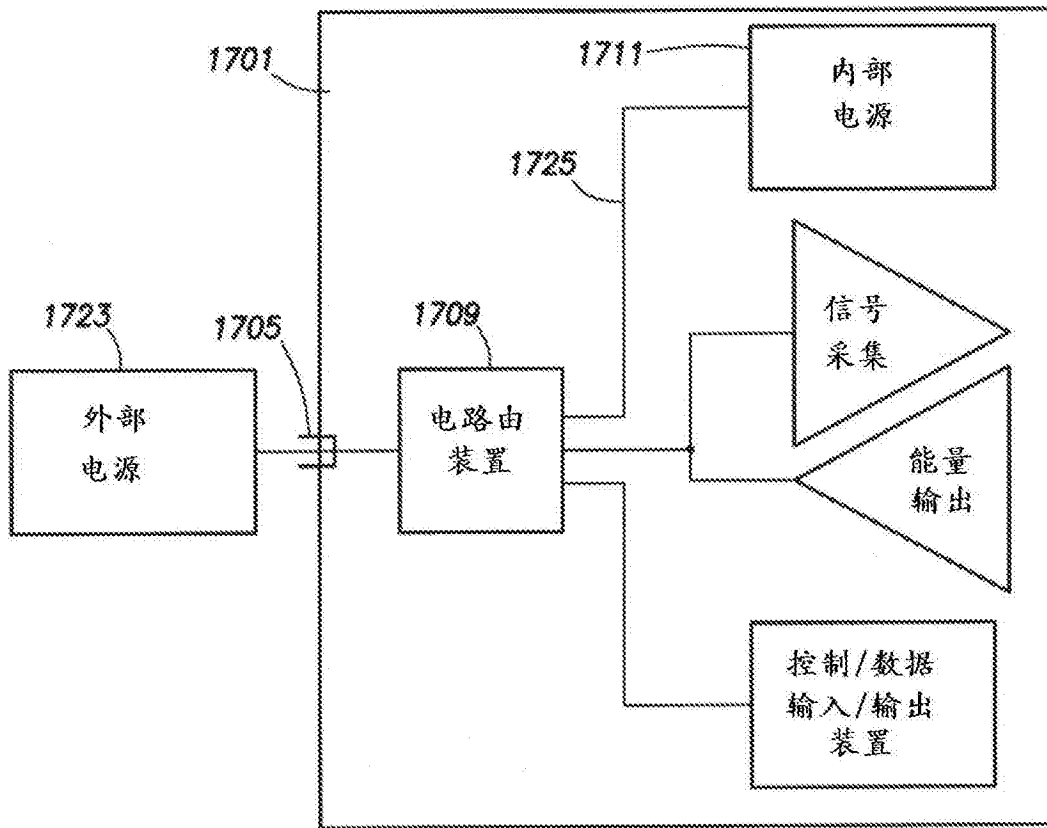 1701
1711
内部
电源
1725
信号
采集
1723
1705
1709
外部
电源
电路由
装置
能量
输出
控制/数据
输入/输出
装置